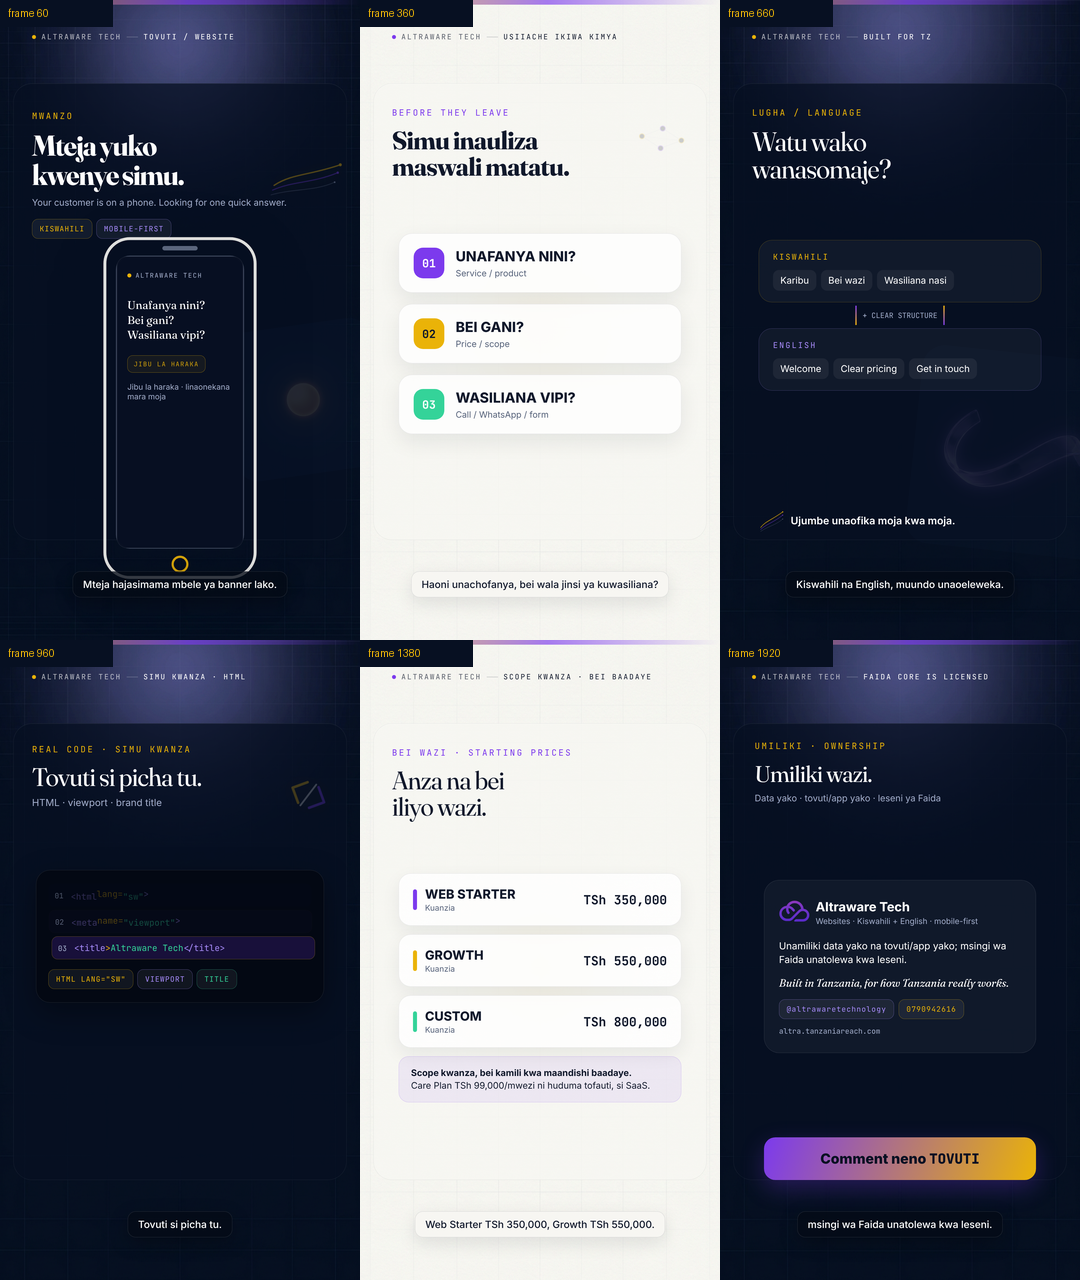 frame 60
ALTRAWARE TECH — TOVUTI / WEBSITE
MWANZO
Mteja yuko
kwenye simu.
Your customer is on a phone. Looking for one quick answer.
KISWAHILI
MOBILE-FIRST
ALTRAWARE TECH
Unafanya nini?
Bei gani?
Wasiliana vipi?
JIBU LA HARAKA
Jibu la haraka · linaonekana
mara moja
Mteja hajasimama mbele ya banner lako.
frame 360
ALTRAWARE TECH — USIIACHE IKIWA KIMYA
BEFORE THEY LEAVE
Simu inauliza
maswali matatu.
01
UNAFANYA NINI?
Service / product
02
BEI GANI?
Price / scope
03
WASILIANA VIPI?
Call / WhatsApp / form
Haoni unachofanya, bei wala jinsi ya kuwasiliana?
frame 660
ALTRAWARE TECH — BUILT FOR TZ
LUGHA / LANGUAGE
Watu wako
wanasomaje?
KISWAHILI
Karibu
Bei wazi
Wasiliana nasi
+ CLEAR STRUCTURE
ENGLISH
Welcome
Clear pricing
Get in touch
Ujumbe unaofika moja kwa moja.
Kiswahili na English, muundo unaoeleweka.
frame 960
ALTRAWARE TECH — SIMU KWANZA · HTML
REAL CODE · SIMU KWANZA
Tovuti si picha tu.
HTML · viewport · brand title
01 <html lang="sw">
02 <meta name="viewport">
03 <title>Altraware Tech</title>
HTML LANG="SW"
VIEWPORT
TITLE
Tovuti si picha tu.
frame 1380
ALTRAWARE TECH — SCOPE KWANZA · BEI BAADAYE
BEI WAZI · STARTING PRICES
Anza na bei
iliyo wazi.
WEB STARTER
Kuanzia
TSh 350,000
GROWTH
Kuanzia
TSh 550,000
CUSTOM
Kuanzia
TSh 800,000
Scope kwanza, bei kamili kwa maandishi baadaye.
Care Plan TSh 99,000/mwezi ni huduma tofauti, si SaaS.
Web Starter TSh 350,000, Growth TSh 550,000.
frame 1920
ALTRAWARE TECH — FAIDA CORE IS LICENSED
UMILIKI · OWNERSHIP
Umiliki wazi.
Data yako · tovuti/app yako · leseni ya Faida
Altraware Tech
Websites · Kiswahili + English · mobile-first
Unamiliki data yako na tovuti/app yako; msingi wa
Faida unatolewa kwa leseni.
Built in Tanzania, for how Tanzania really works.
@altrawaretechnology
0790942616
altra.tanzaniareach.com
Comment neno TOVUTI
msingi wa Faida unatolewa kwa leseni.